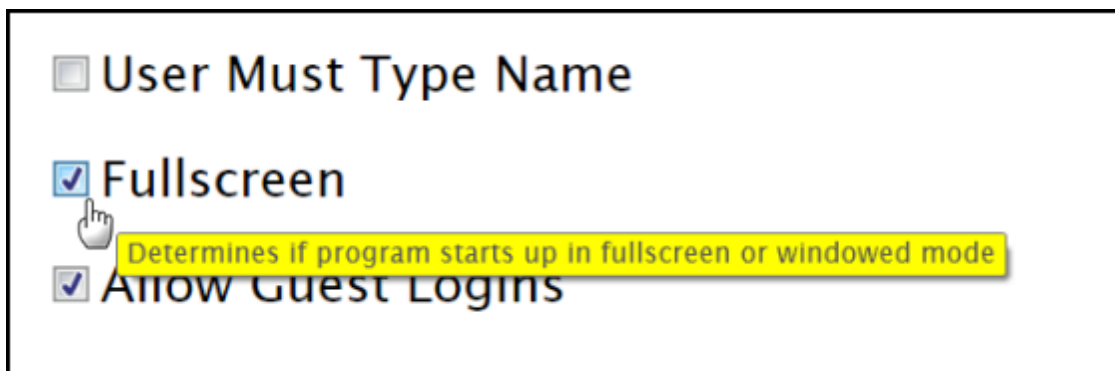 User Must Type Name
Fullscreen
Determines if program starts up in fullscreen or windowed mode
Allow Guest Logins